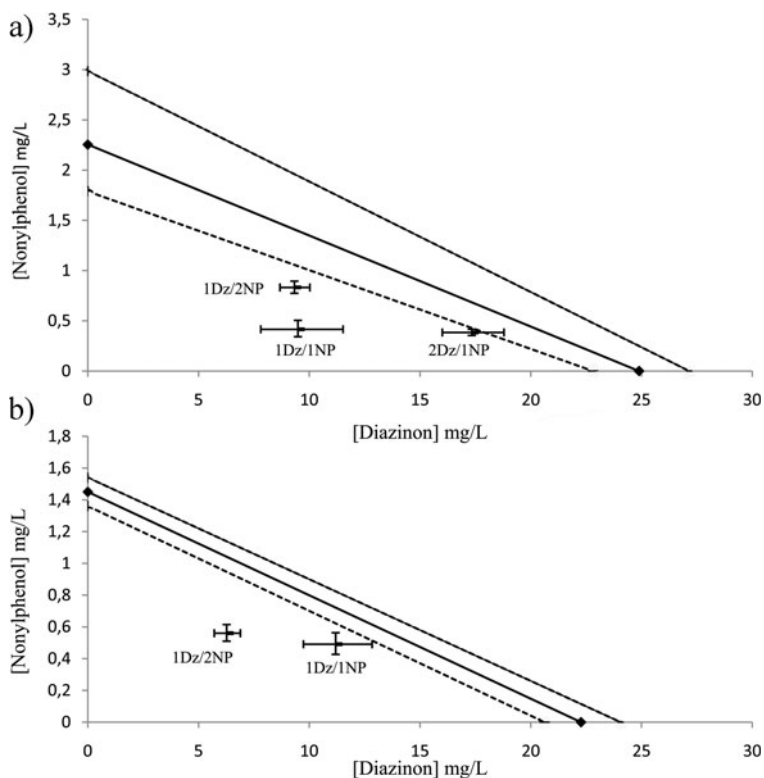 a)
3,5
3
2,5
2
1,5
1
0,5
0
[Nonylphenol] mg/L
1Dz/2NP
1Dz/1NP
2Dz/1NP
0 5 10 15 20 25 30
[Diazinon] mg/L
b)
1,8
1,6
1,4
1,2
1
0,8
0,6
0,4
0,2
0
[Nonylphenol] mg/L
1Dz/2NP
1Dz/1NP
0 5 10 15 20 25 30
[Diazinon] mg/L